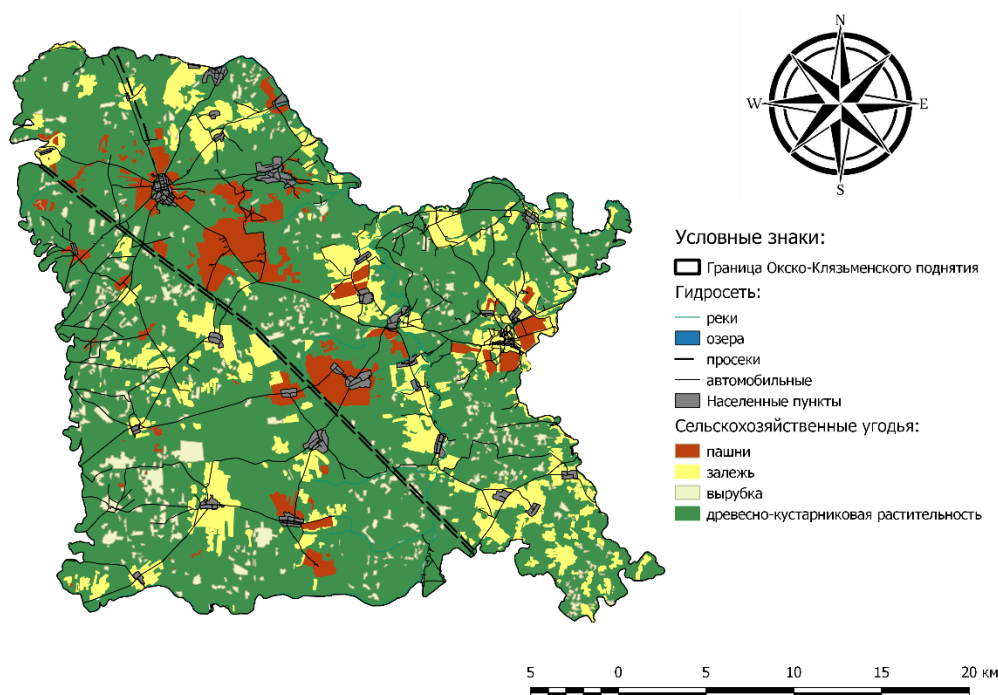 N
W
E
S
Условные знаки:
Граница Окско-Клязьменского поднятия
Гидросеть:
реки
озера
просеки
автомобильные
Населенные пункты
Сельскохозяйственные угодья:
пашни
залежь
вырубка
древесно-кустарниковая растительность
5 0 5 10 15 20 км